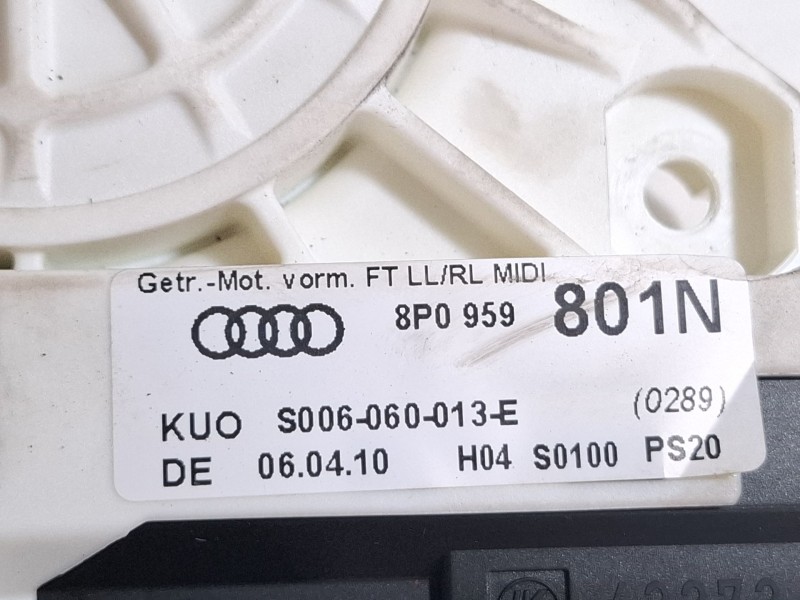 Getr.-Mot. vorm. FT LL/RL MIDI
8P0 959 801N
KUO S006-060-013-E (0289)
DE 06.04.10 H04 S0100 PS20